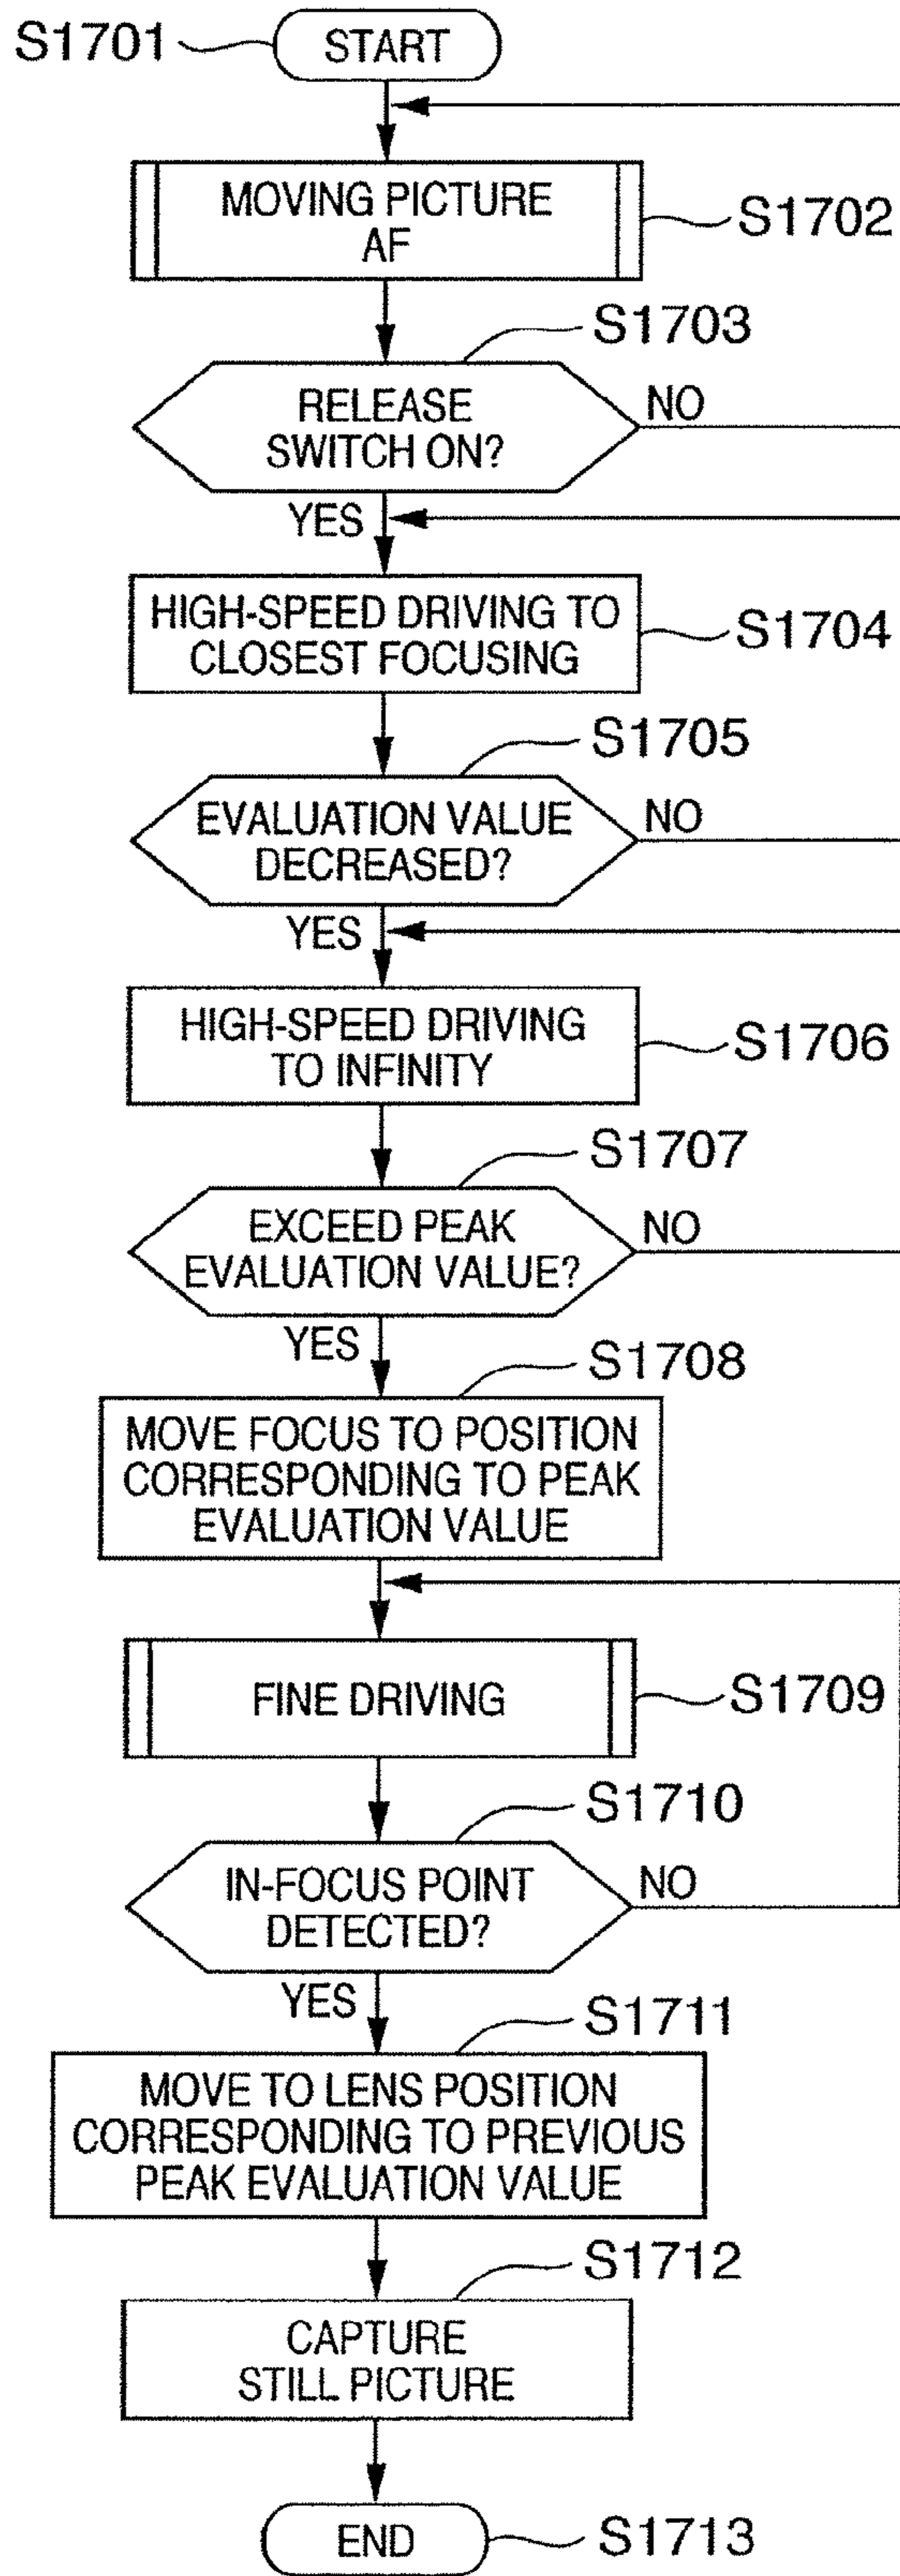 S1701
START
MOVING PICTURE
AF
S1702
S1703
RELEASE
SWITCH ON?
NO
YES
HIGH-SPEED DRIVING TO
CLOSEST FOCUSING
S1704
S1705
EVALUATION VALUE
DECREASED?
NO
YES
HIGH-SPEED DRIVING
TO INFINITY
S1706
S1707
EXCEED PEAK
EVALUATION VALUE?
NO
YES
S1708
MOVE FOCUS TO POSITION
CORRESPONDING TO PEAK
EVALUATION VALUE
FINE DRIVING
S1709
S1710
IN-FOCUS POINT
DETECTED?
NO
YES
S1711
MOVE TO LENS POSITION
CORRESPONDING TO PREVIOUS
PEAK EVALUATION VALUE
S1712
CAPTURE
STILL PICTURE
END
S1713